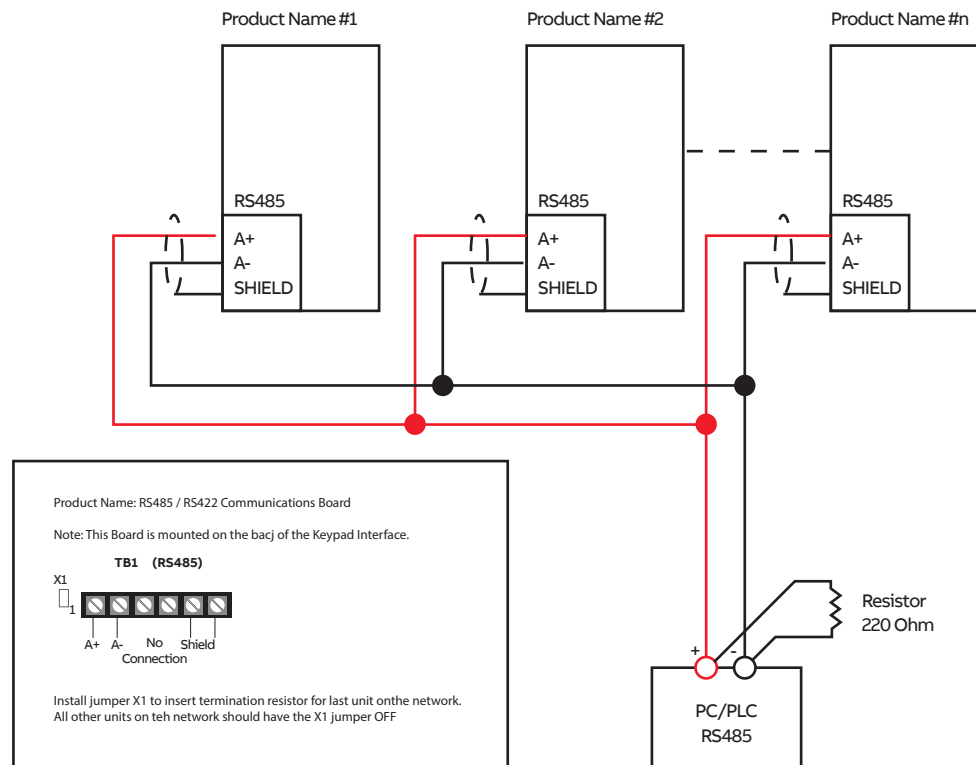 Product Name #1
Product Name #2
Product Name #n
RS485
A+
A-
SHIELD
RS485
A+
A-
SHIELD
RS485
A+
A-
SHIELD
Product Name: RS485 / RS422 Communications Board
Note: This Board is mounted on the bacj of the Keypad Interface.
TB1 (RS485)
X1
1
A+ A- No Shield
Connection
Install jumper X1 to insert termination resistor for last unit onthe network.
All other units on teh network should have the X1 jumper OFF
Resistor
220 Ohm
+ -
PC/PLC
RS485